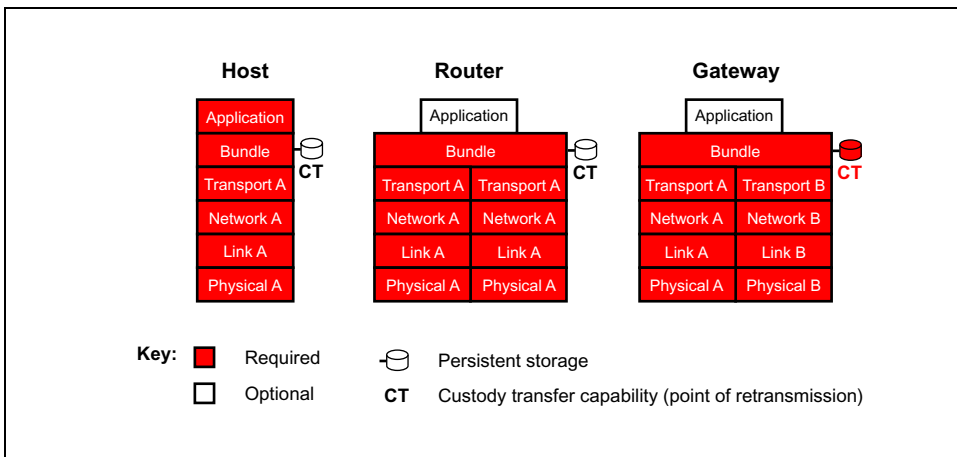 Host Router Gateway
Application Application Application
Bundle Bundle Bundle
CT CT CT
Transport A Transport A Transport A Transport A Transport B
Network A Network A Network A Network A Network B
Link A Link A Link A Link A Link B
Physical A Physical A Physical A Physical A Physical B
Key: Required Persistent storage
Optional CT Custody transfer capability (point of retransmission)